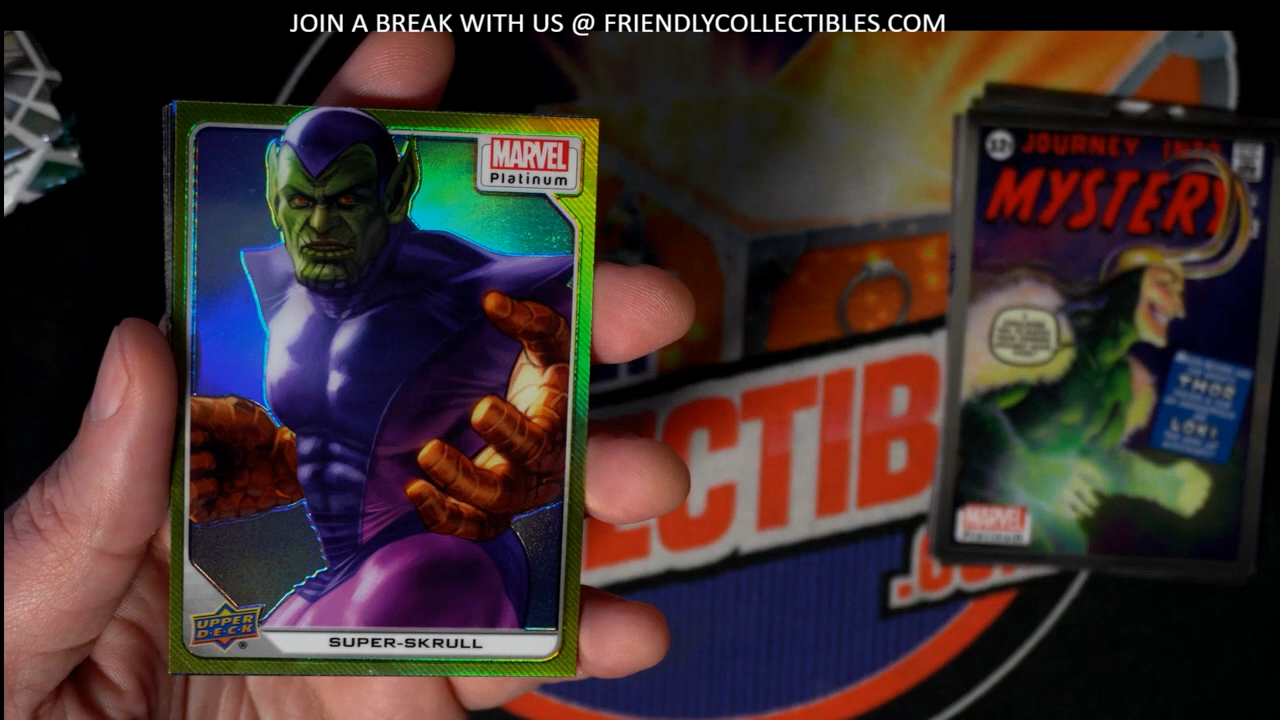 JOIN A BREAK WITH US @ FRIENDLYCOLLECTIBLES.COM
MARVEL
Platinum
UPPER
D·E·C·K
®
SUPER-SKRULL
ECTIB
12¢
JOURNEY INTO
MYSTERY
THOR
LOKI
MARVEL
Platinum